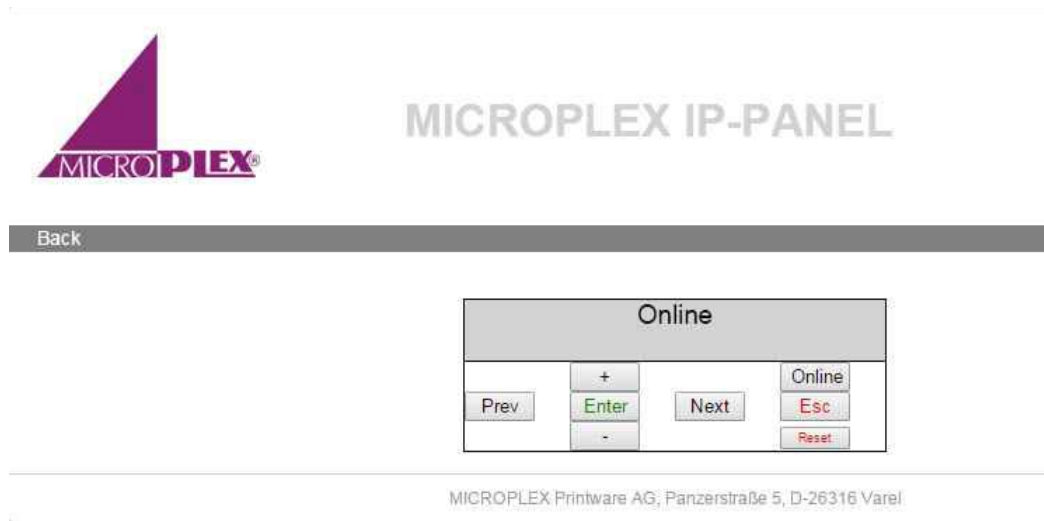 MICROPLEX IP-PANEL
MICROPLEX®
Back
Online
+
Online
Prev
Enter
Next
Esc
-
Reset
MICROPLEX Printware AG, Panzerstraße 5, D-26316 Varel